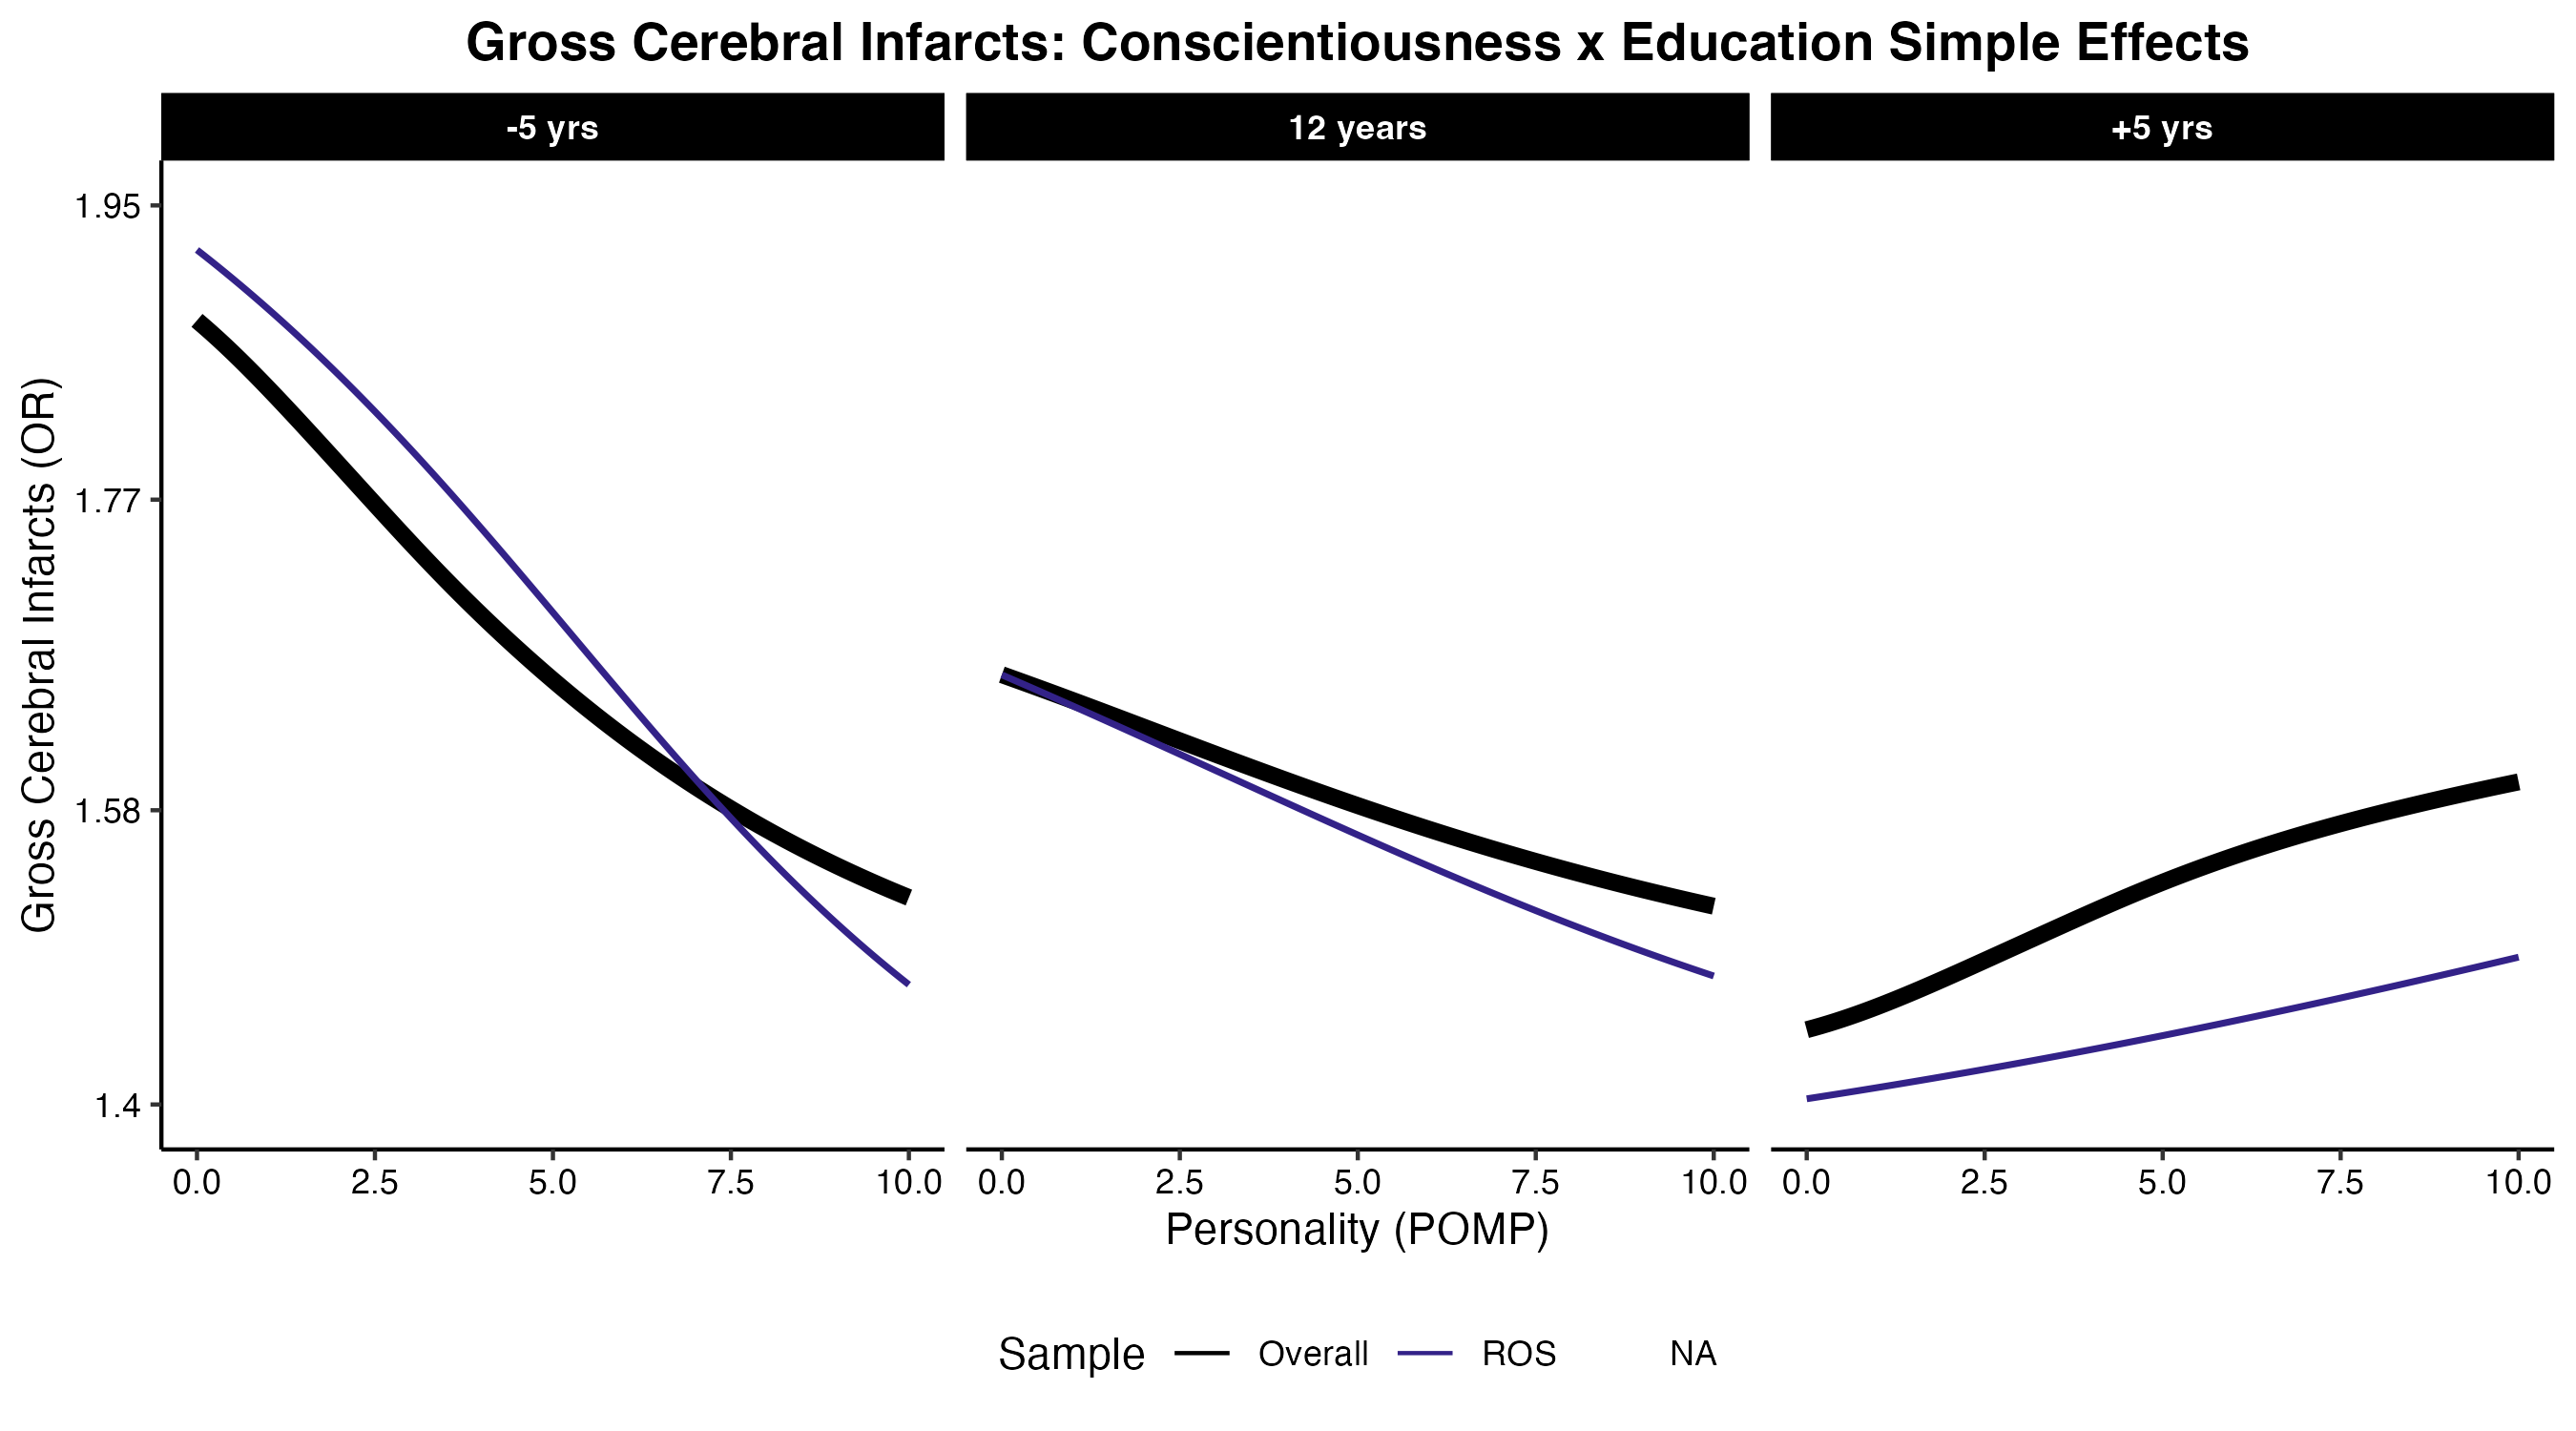 Gross Cerebral Infarcts: Conscientiousness x Education Simple Effects
-5 yrs
12 years
+5 yrs
Gross Cerebral Infarcts (OR)
1.95
1.77
1.58
1.4
0.0 2.5 5.0 7.5 10.0
0.0 2.5 5.0 7.5 10.0
0.0 2.5 5.0 7.5 10.0
Personality (POMP)
Sample Overall ROS NA